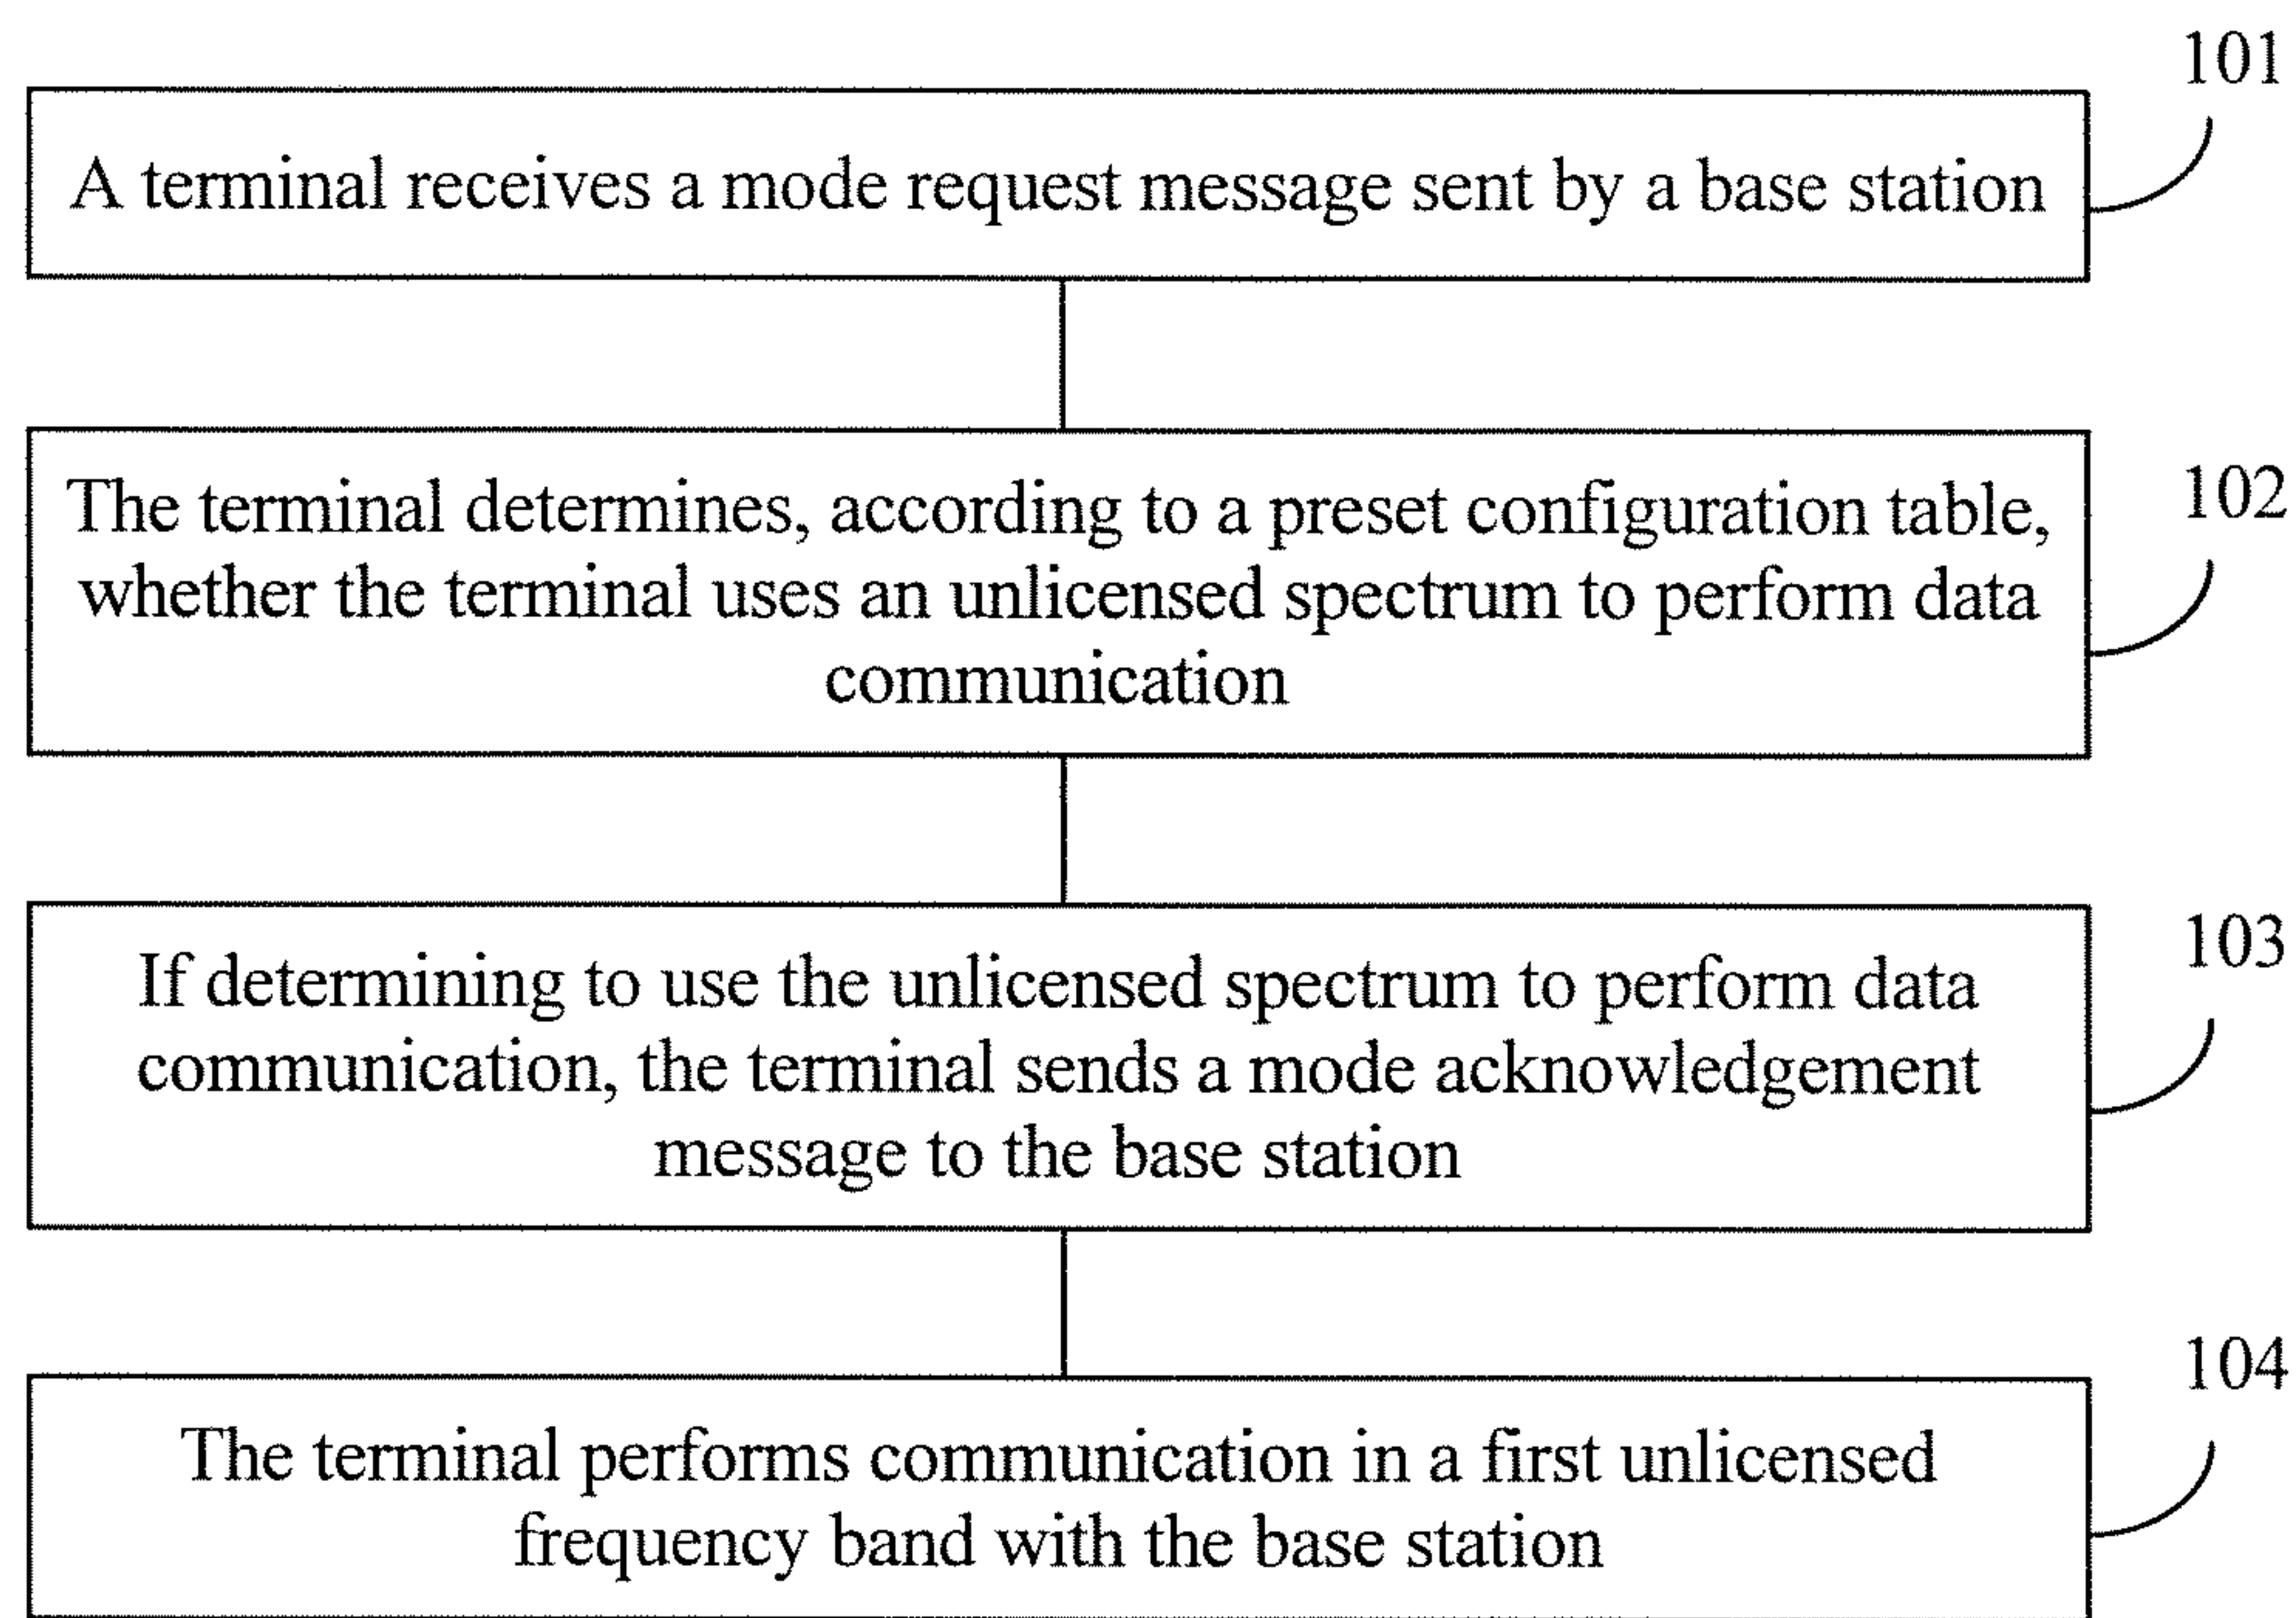 101
A terminal receives a mode request message sent by a base station
102
The terminal determines, according to a preset configuration table,
whether the terminal uses an unlicensed spectrum to perform data
communication
103
If determining to use the unlicensed spectrum to perform data
communication, the terminal sends a mode acknowledgement
message to the base station
104
The terminal performs communication in a first unlicensed
frequency band with the base station